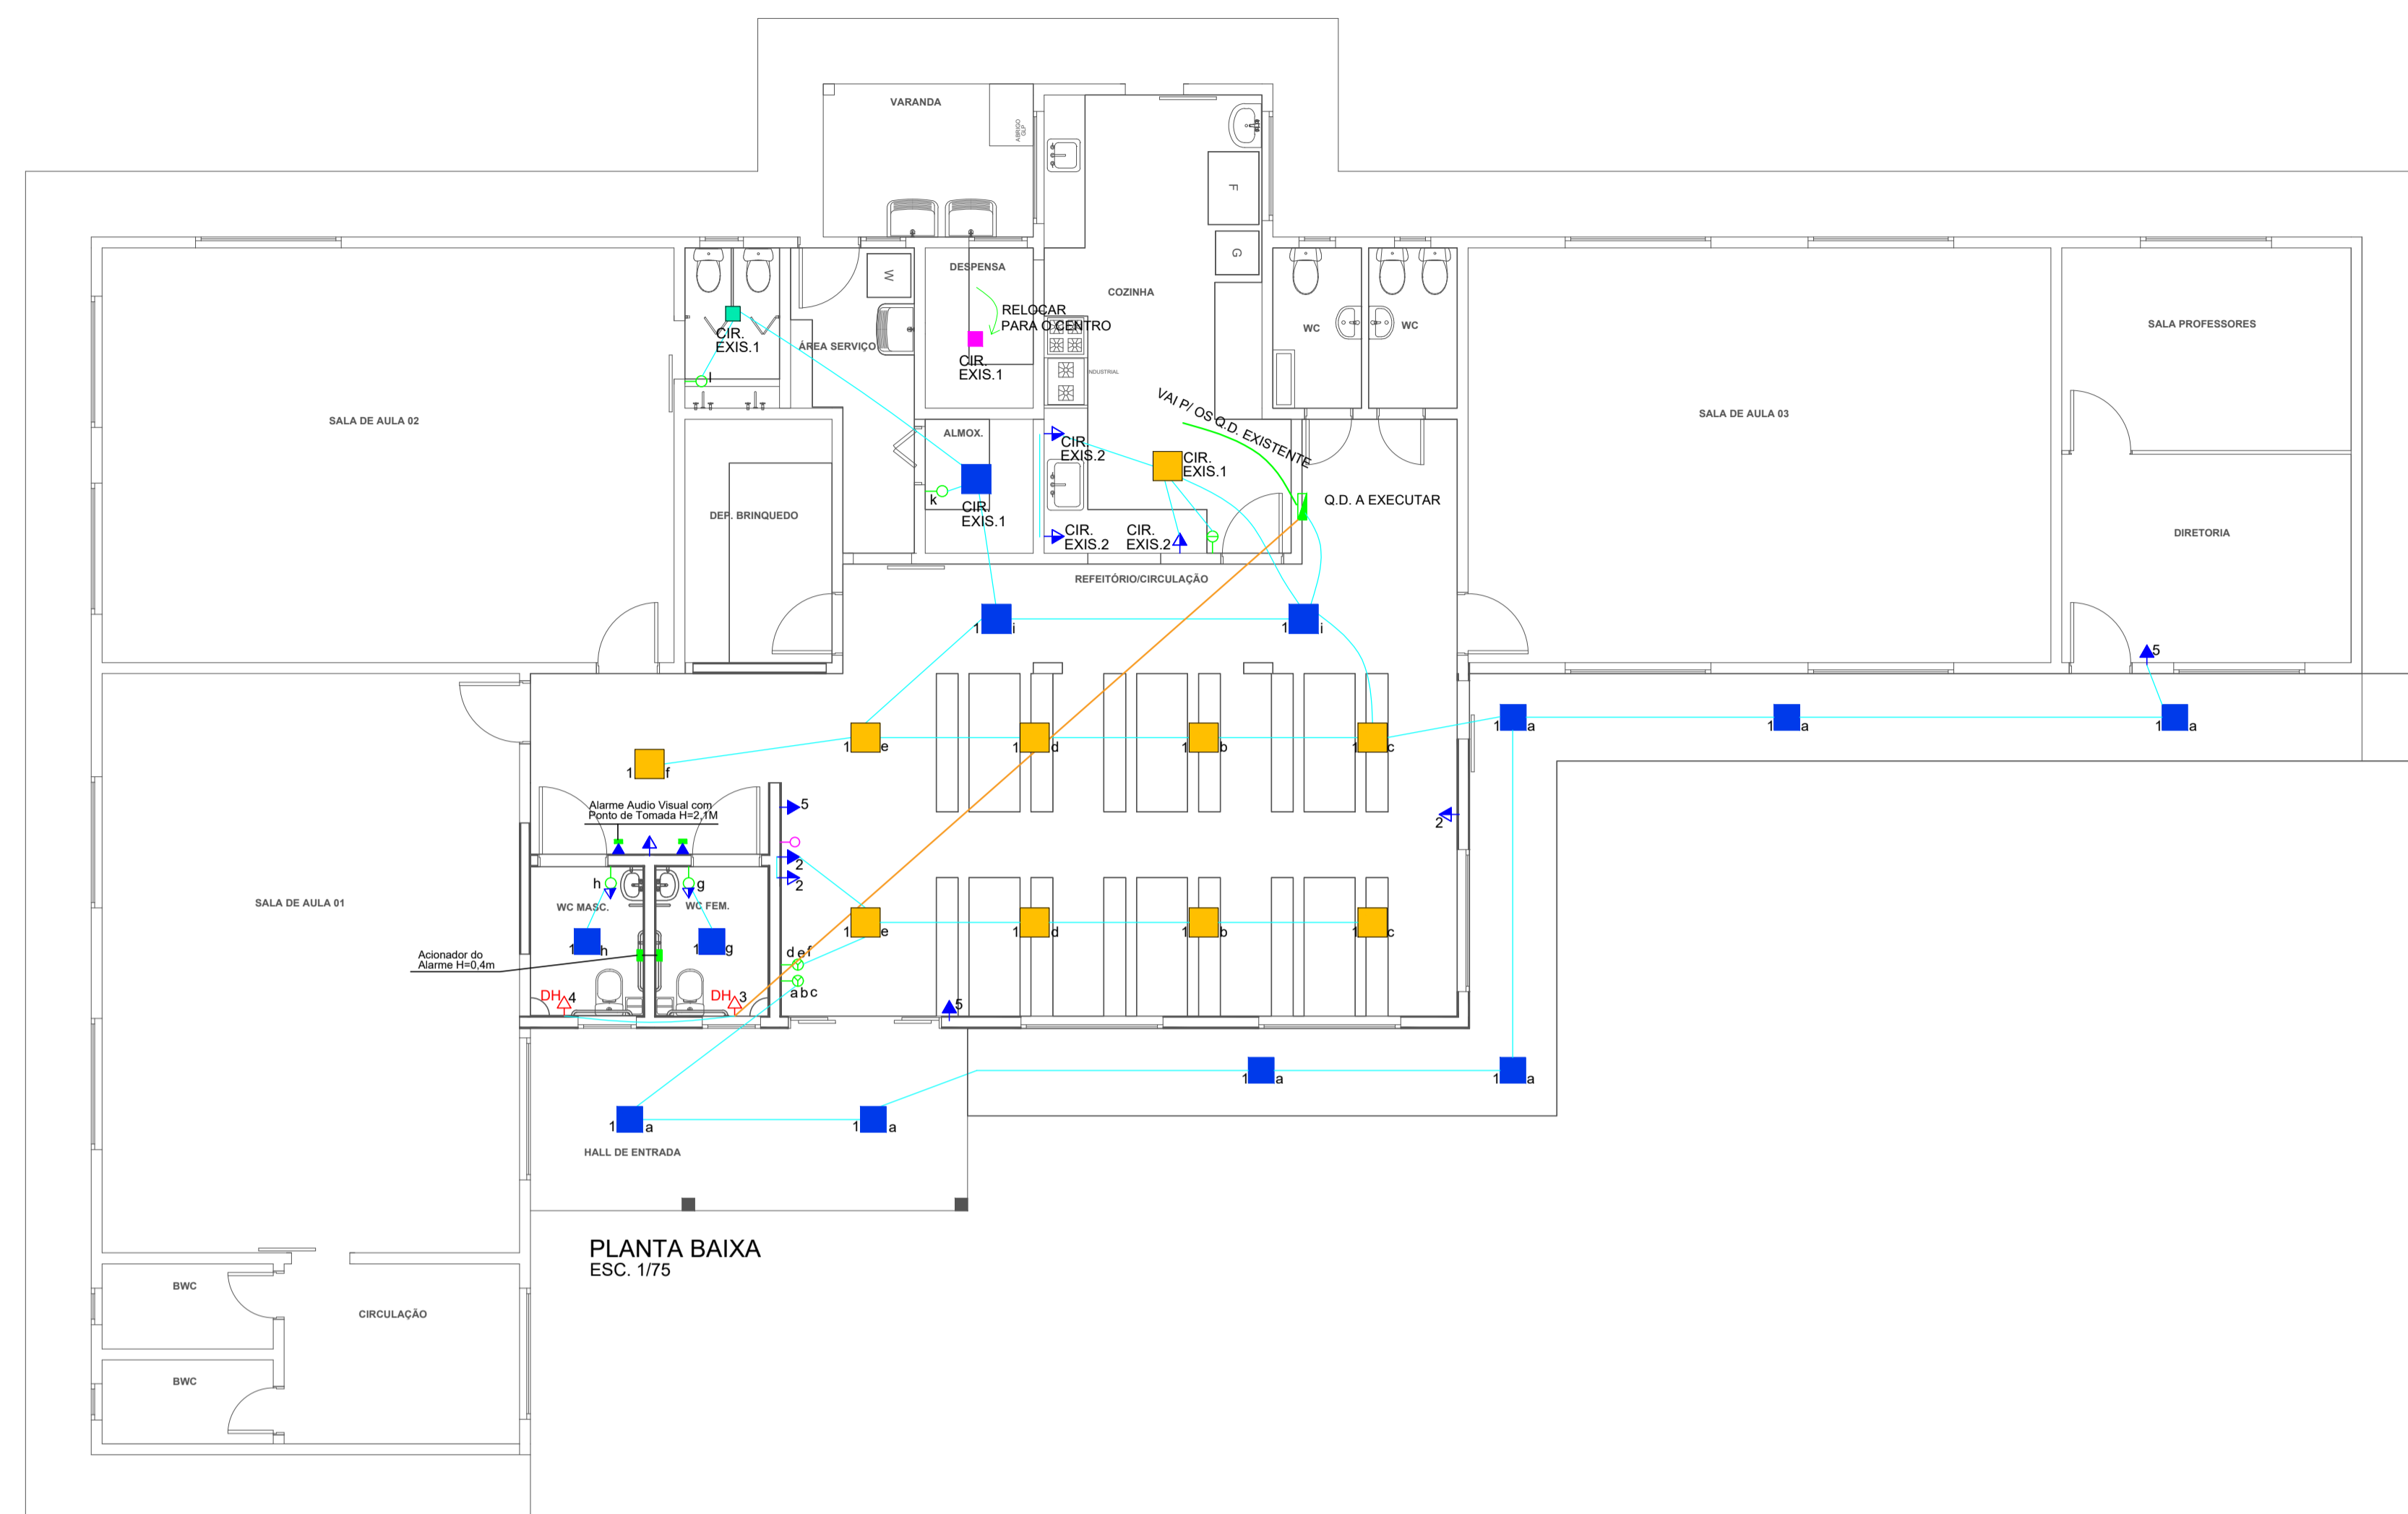 VARANDA
ABRIGO
GLP
F
G
W
DESPENSA
COZINHA
RELOCAR
PARA O CENTRO
CIR.
EXIS.1
ÁREA SERVIÇO
CIR.
EXIS.1
NDUSTRIAL
WC
WC
SALA PROFESSORES
l
SALA DE AULA 02
SALA DE AULA 03
VAI P/ OS Q.D. EXISTENTE
ALMOX.
CIR.
EXIS.2
CIR.
EXIS.1
k
CIR.
EXIS.1
Q.D. A EXECUTAR
DEP. BRINQUEDO
CIR.
EXIS.2
CIR.
EXIS.2
DIRETORIA
REFEITÓRIO/CIRCULAÇÃO
1 i
1 i
5
1 a
1 a
1 a
1 e
1 d
1 b
1 c
1 f
Alarme Audio Visual com
Ponto de Tomada H=2,1M
5
2
2
2
h
g
SALA DE AULA 01
WC MASC.
WC FEM.
1 h
1 g
1 e
1 d
1 b
1 c
Acionador do
Alarme H=0,4m
d e f
a b c
DH 4
DH 3
5
1 a
1 a
1 a
1 a
HALL DE ENTRADA
PLANTA BAIXA
ESC. 1/75
BWC
CIRCULAÇÃO
BWC